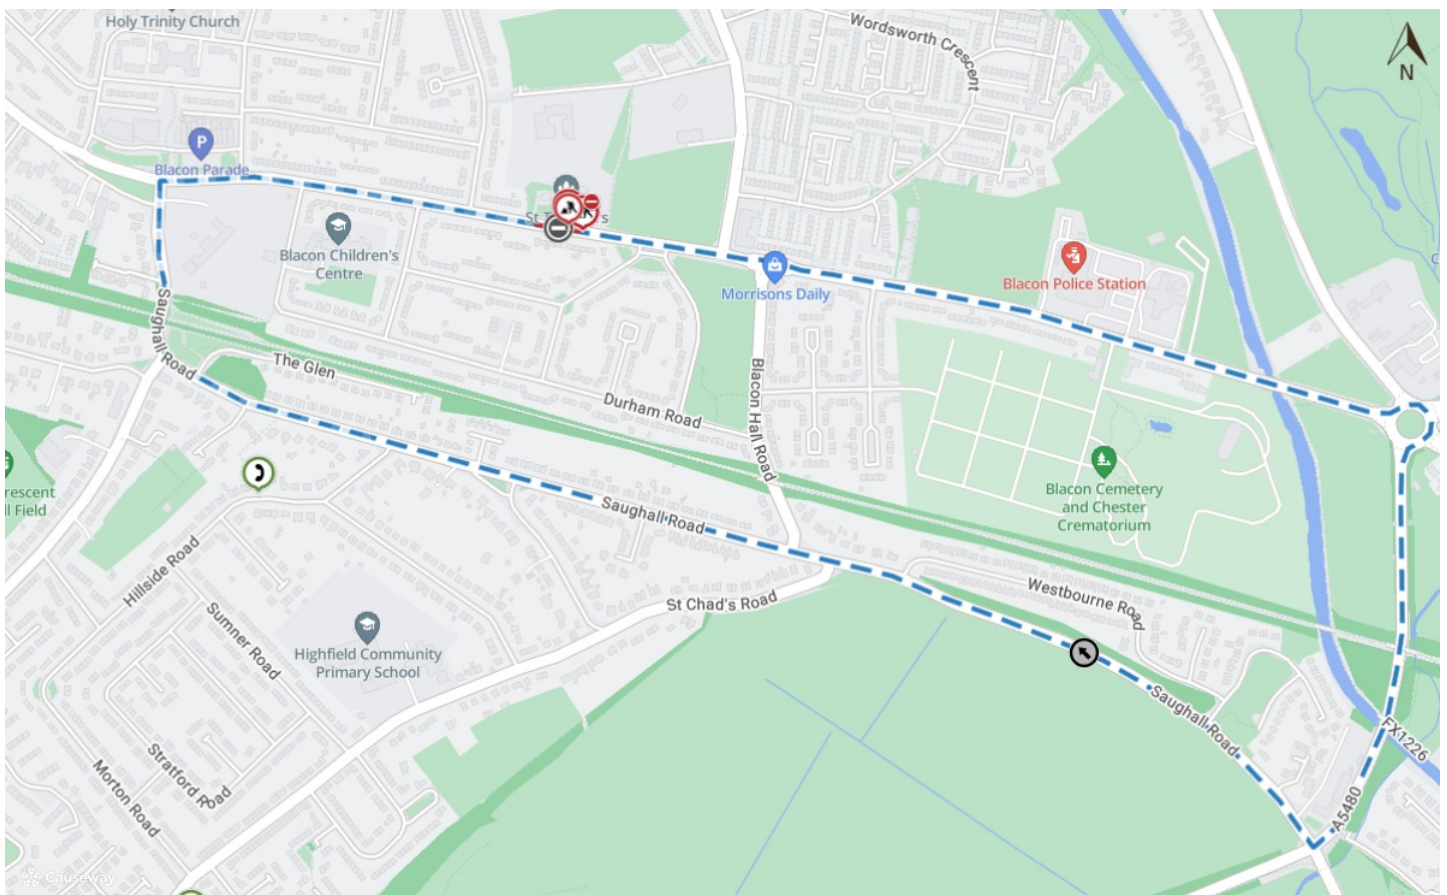 Holy Trinity Church
Wordsworth Crescent
N
P
Blacon Parade
Blacon Children's
Centre
Morrisons Daily
Blacon Police Station
Saughall Road
The Glen
Durham Road
Blacon Hall Road
Blacon Cemetery
and Chester
Crematorium
rescent
ll Field
Saughall Road
Hillside Road
Westbourne Road
St Chad's Road
Sumner Road
Highfield Community
Primary School
Saughall Road
FX1226
Stratford Road
Morton Road
A5480
Causeway